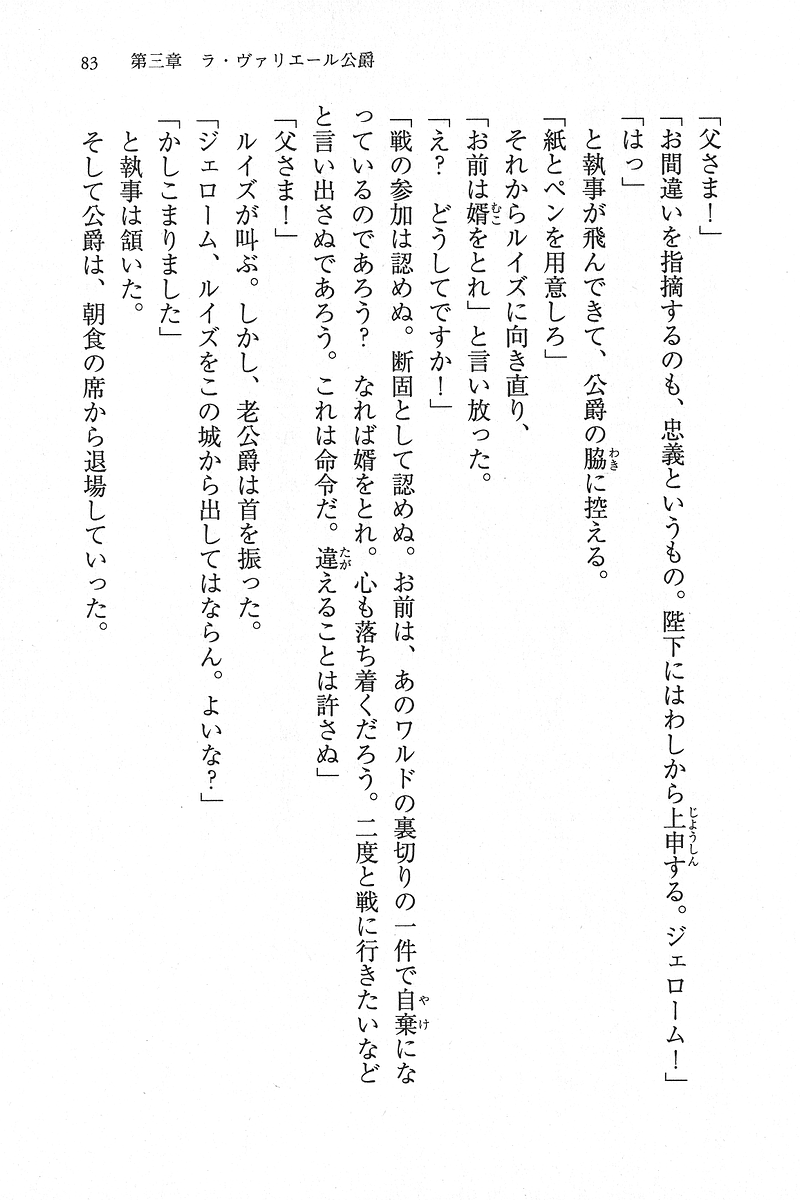 83　第三章　ラ・ヴァリエール公爵
「父さま！」
「お間違いを指摘するのも、忠義というもの。陛下にはわしから上申する。ジェローム！」
「はっ」
と執事が飛んできて、公爵の脇に控える。
「紙とペンを用意しろ」
それからルイズに向き直り、
「お前は婿をとれ」と言い放った。
「え？　どうしてですか！」
「戦の参加は認めぬ。断固として認めぬ。お前は、あのワルドの裏切りの一件で自棄にな
っているのであろう？　なれば婿をとれ。心も落ち着くだろう。二度と戦に行きたいなど
と言い出さぬであろう。これは命令だ。違えることは許さぬ」
「父さま！」
ルイズが叫ぶ。しかし、老公爵は首を振った。
「ジェローム、ルイズをこの城から出してはならん。よいな？」
「かしこまりました」
と執事は頷いた。
そして公爵は、朝食の席から退場していった。